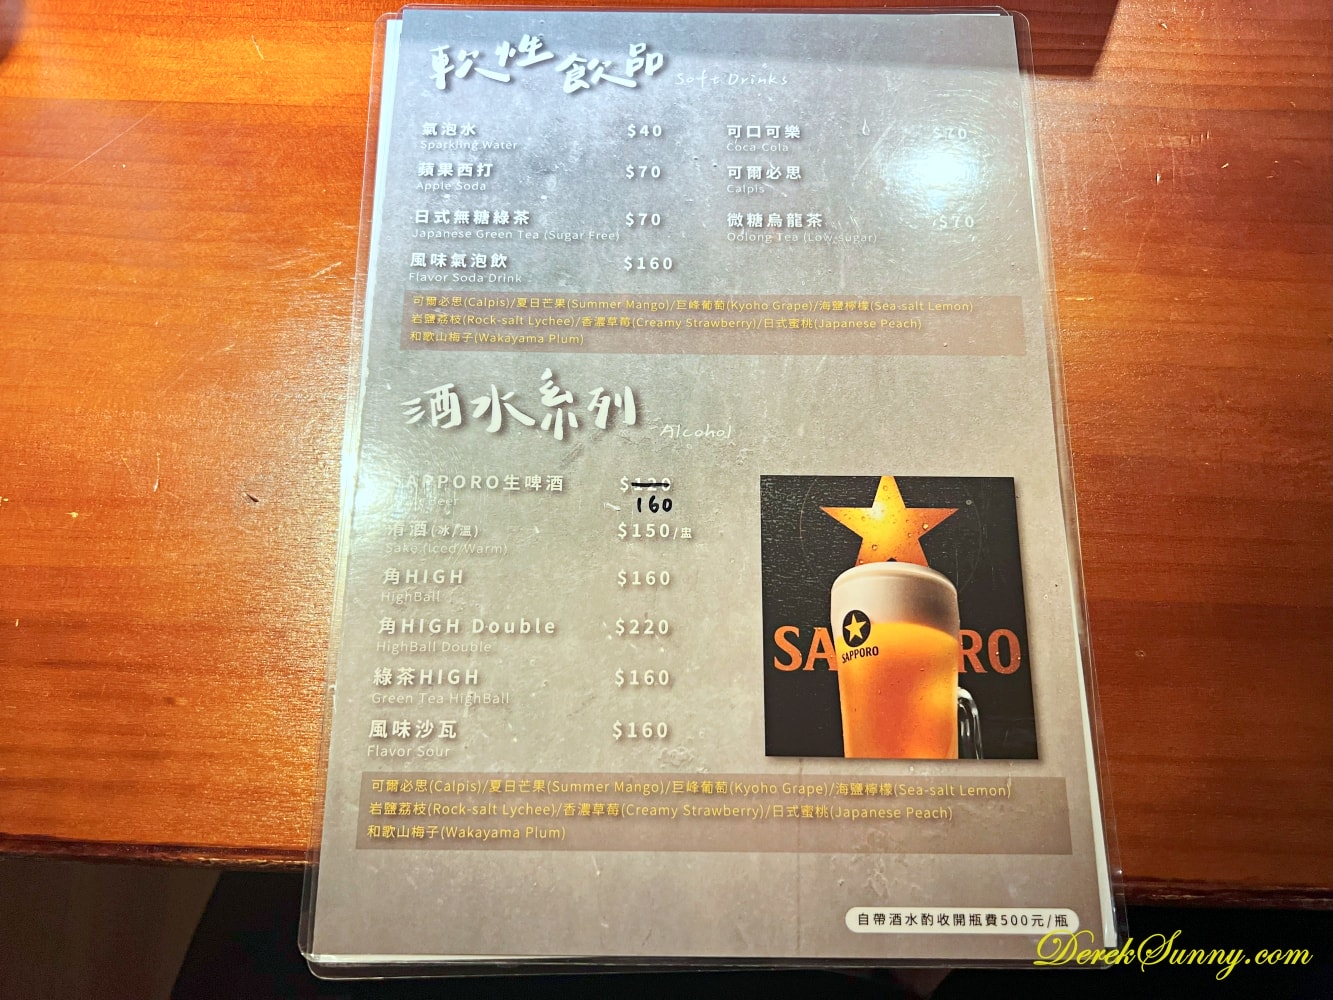 軟性飲品 Soft Drinks
氣泡水 $40 可口可樂 $70
Sparkling Water Coca Cola
蘋果西打 $70 可爾必思
Apple Soda Calpis
日式無糖綠茶 $70 微糖烏龍茶 $70
Japanese Green Tea (Sugar Free) Oolong Tea (Low-sugar)
風味氣泡飲 $160
Flavor Soda Drink
可爾必思(Calpis)/夏日芒果(Summer Mango)/巨峰葡萄(Kyoho Grape)/海鹽檸檬(Sea-salt Lemon)
岩鹽荔枝(Rock-salt Lychee)/香濃草莓(Creamy Strawberry)/日式蜜桃(Japanese Peach)
和歌山梅子(Wakayama Plum)
酒水系列 Alcohol
SAPPORO生啤酒 $120
160
Beer
清酒(冰/溫) $150/盅
Sake (Iced/Warm)
角HIGH $160
HighBall
角HIGH Double $220
HighBall Double
綠茶HIGH $160
Green Tea HighBall
風味沙瓦 $160
Flavor Sour
SAPPORO
SAPPORO
可爾必思(Calpis)/夏日芒果(Summer Mango)/巨峰葡萄(Kyoho Grape)/海鹽檸檬(Sea-salt Lemon)
岩鹽荔枝(Rock-salt Lychee)/香濃草莓(Creamy Strawberry)/日式蜜桃(Japanese Peach)
和歌山梅子(Wakayama Plum)
自帶酒水酌收開瓶費500元/瓶
DerekSunny.com